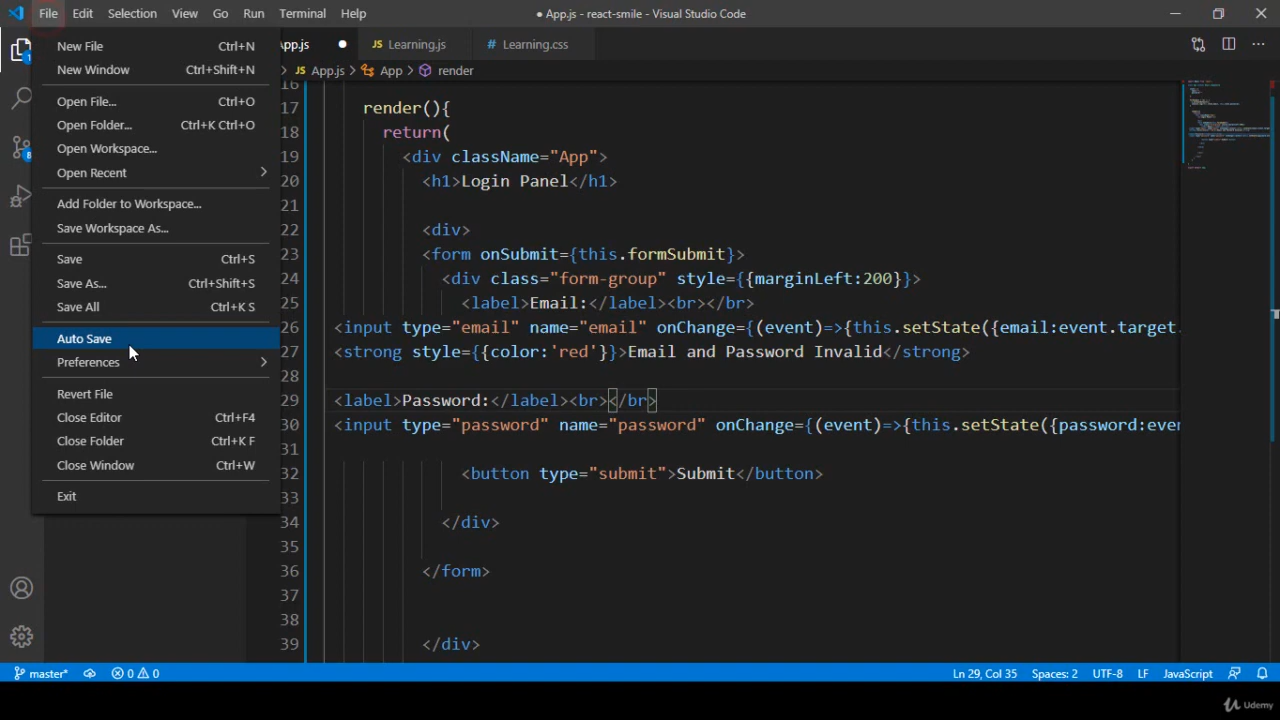 File Edit Selection View Go Run Terminal Help
● App.js - react-smile - Visual Studio Code
New File Ctrl+N
New Window Ctrl+Shift+N
Open File... Ctrl+O
Open Folder... Ctrl+K Ctrl+O
Open Workspace...
Open Recent
Add Folder to Workspace...
Save Workspace As...
Save Ctrl+S
Save As... Ctrl+Shift+S
Save All Ctrl+K S
Auto Save
Preferences
Revert File
Close Editor Ctrl+F4
Close Folder Ctrl+K F
Close Window Ctrl+W
Exit
1
8
App.js ● JS Learning.js # Learning.css
> JS App.js > App > render
16
17 render(){
18 return(
19 <div className="App">
20 <h1>Login Panel</h1>
21
22 <div>
23 <form onSubmit={this.formSubmit}>
24 <div class="form-group" style={{marginLeft:200}}>
25 <label>Email:</label><br></br>
26 <input type="email" name="email" onChange={(event)=>{this.setState({email:event.target.
27 <strong style={{color:'red'}}>Email and Password Invalid</strong>
28
29 <label>Password:</label><br></br>
30 <input type="password" name="password" onChange={(event)=>{this.setState({password:even
31
32 <button type="submit">Submit</button>
33
34 </div>
35
36 </form>
37
38
39 </div>
master* 0 0 Ln 29, Col 35 Spaces: 2 UTF-8 LF JavaScript
Udemy